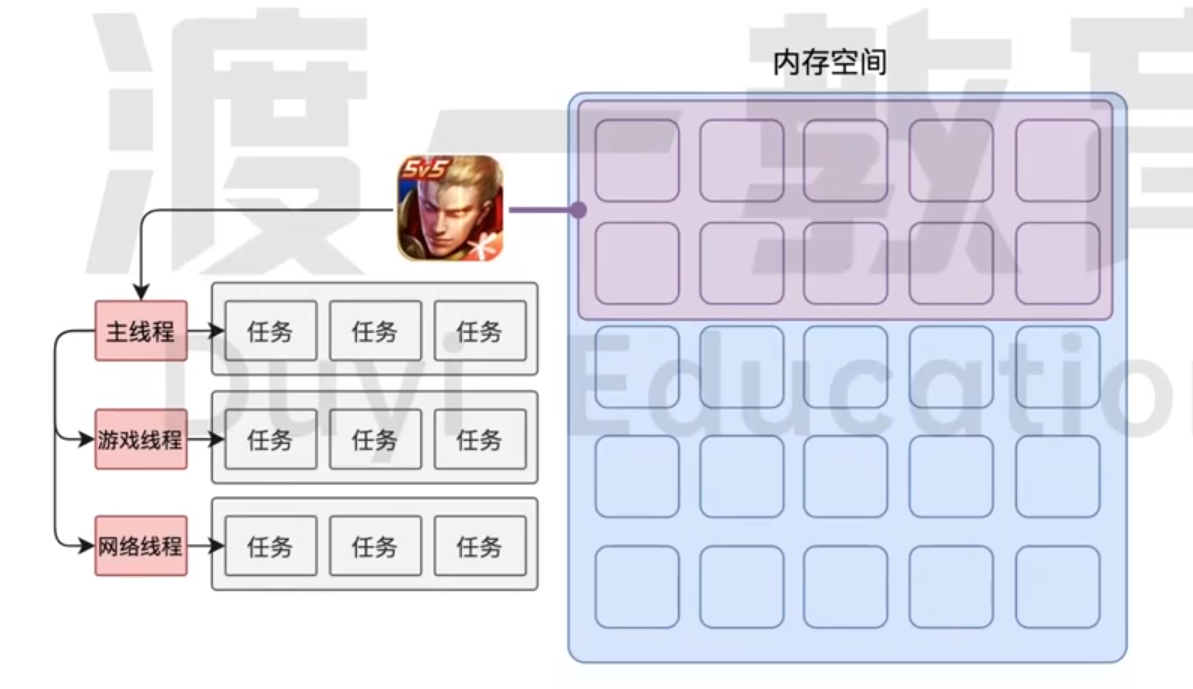 渡一教育
Duyi Education
内存空间
5v5
主线程
任务 任务 任务
游戏线程
任务 任务 任务
网络线程
任务 任务 任务